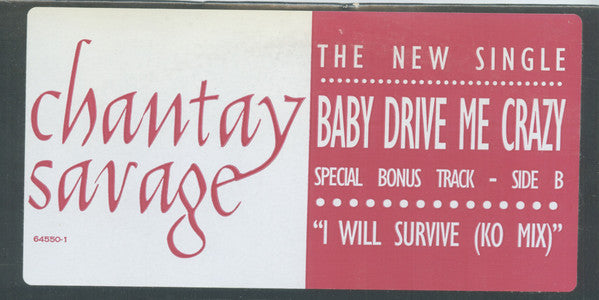 chantay
savage
64550-1
THE NEW SINGLE
BABY DRIVE ME CRAZY
SPECIAL BONUS TRACK - SIDE B
"I WILL SURVIVE (KO MIX)"